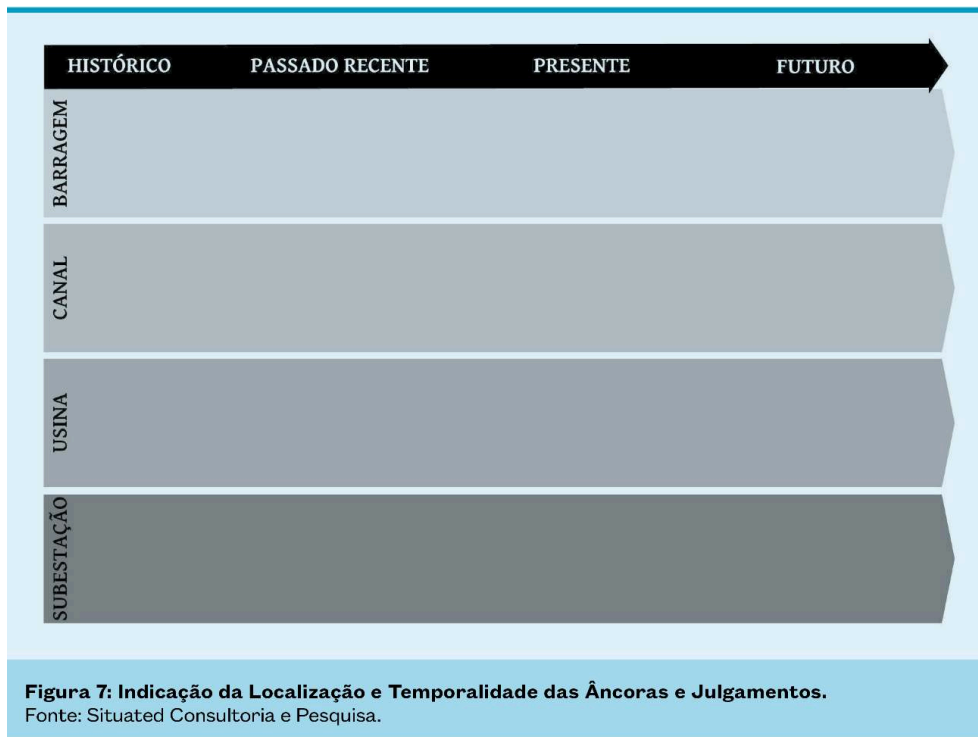 HISTÓRICO PASSADO RECENTE PRESENTE FUTURO
BARRAGEM
CANAL
USINA
SUBESTAÇÃO
Figura 7: Indicação da Localização e Temporalidade das Âncoras e Julgamentos.
Fonte: Situated Consultoria e Pesquisa.